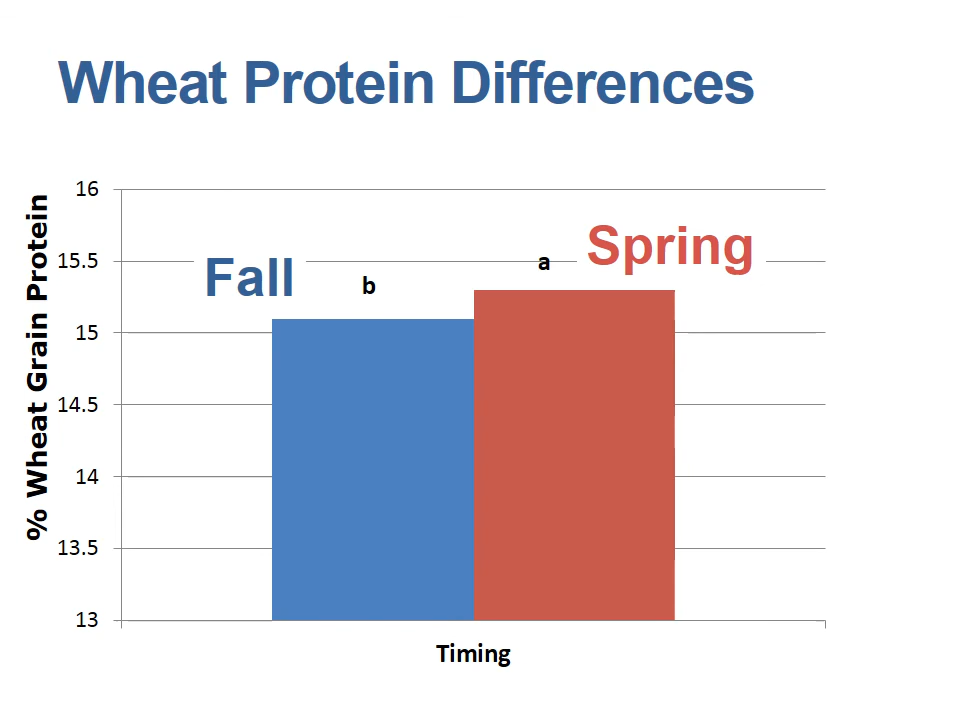 Wheat Protein Differences
% Wheat Grain Protein
16
15.5
15
14.5
14
13.5
13
Fall
b
a
Spring
Timing